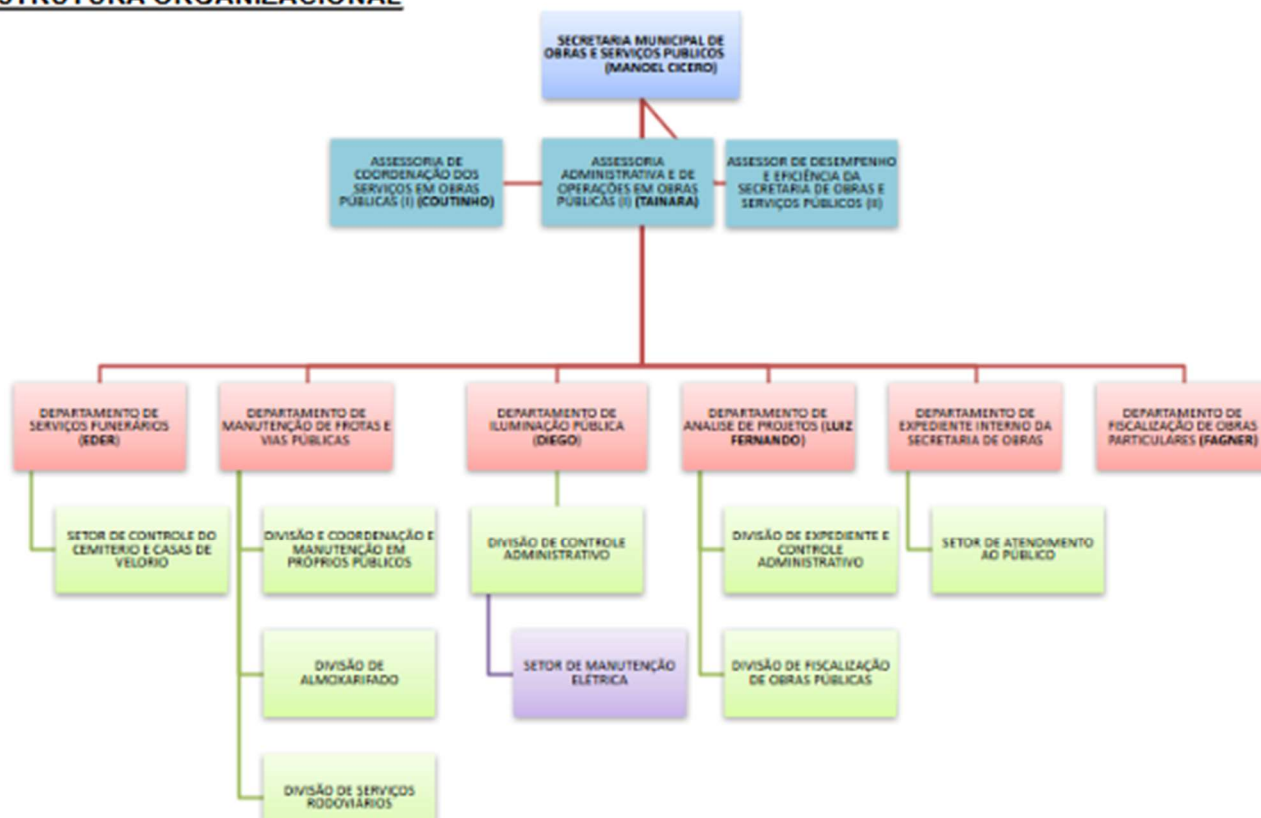 STRUTURA ORGANIZACIONAL
SECRETARIA MUNICIPAL DE
OBRAS E SERVIÇOS PUBLICOS
(MANOEL CICERO)
ASSESSORIA DE
COORDENAÇÃO DOS
SERVIÇOS EM OBRAS
PÚBLICAS (I) (COUTINHO)
ASSESSORIA
ADMINISTRATIVA E DE
OPERAÇÕES EM OBRAS
PÚBLICAS (I) (TAINARA)
ASSESSOR DE DESEMPENHO
E EFICIÊNCIA DA
SECRETARIA DE OBRAS E
SERVIÇOS PÚBLICOS (II)
DEPARTAMENTO DE
SERVIÇOS FUNERÁRIOS
(EDER)
DEPARTAMENTO DE
MANUTENÇÃO DE FROTAS E
VIAS PÚBLICAS
DEPARTAMENTO DE
ILUMINAÇÃO PÚBLICA
(DIEGO)
DEPARTAMENTO DE
ANALISE DE PROJETOS (LUIZ
FERNANDO)
DEPARTAMENTO DE
EXPEDIENTE INTERNO DA
SECRETARIA DE OBRAS
DEPARTAMENTO DE
FISCALIZAÇÃO DE OBRAS
PARTICULARES (FAGNER)
SETOR DE CONTROLE DO
CEMITERIO E CASAS DE
VELORIO
DIVISÃO E COORDENAÇÃO E
MANUTENÇÃO EM
PRÓPRIOS PÚBLICOS
DIVISÃO DE CONTROLE
ADMINISTRATIVO
DIVISÃO DE EXPEDIENTE E
CONTROLE
ADMINISTRATIVO
SETOR DE ATENDIMENTO
AO PÚBLICO
DIVISÃO DE
ALMOXARIFADO
SETOR DE MANUTENÇÃO
ELÉTRICA
DIVISÃO DE FISCALIZAÇÃO
DE OBRAS PÚBLICAS
DIVISÃO DE SERVIÇOS
RODOVIÁRIOS